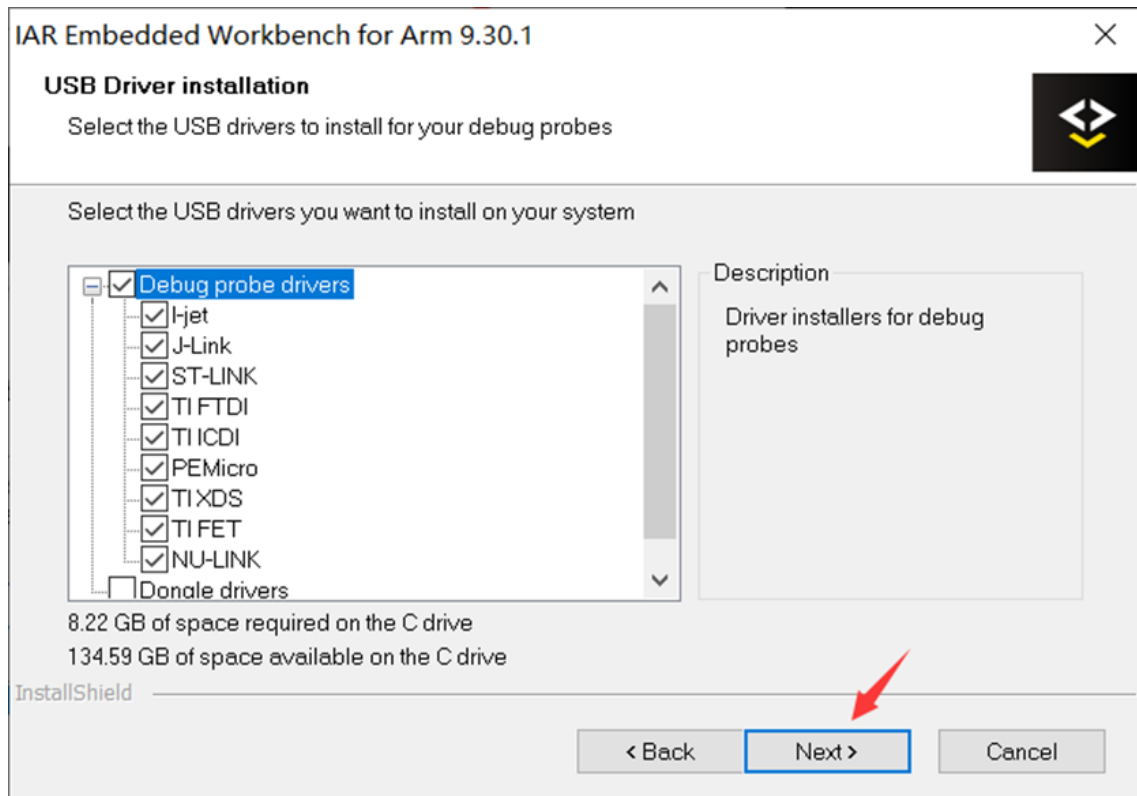 IAR Embedded Workbench for Arm 9.30.1
USB Driver installation
Select the USB drivers to install for your debug probes
Select the USB drivers you want to install on your system
Debug probe drivers
I-jet
J-Link
ST-LINK
TI FTDI
TI ICDI
PEMicro
TI XDS
TI FET
NU-LINK
Dongle drivers
Description
Driver installers for debug
probes
8.22 GB of space required on the C drive
134.59 GB of space available on the C drive
InstallShield
< Back Next > Cancel